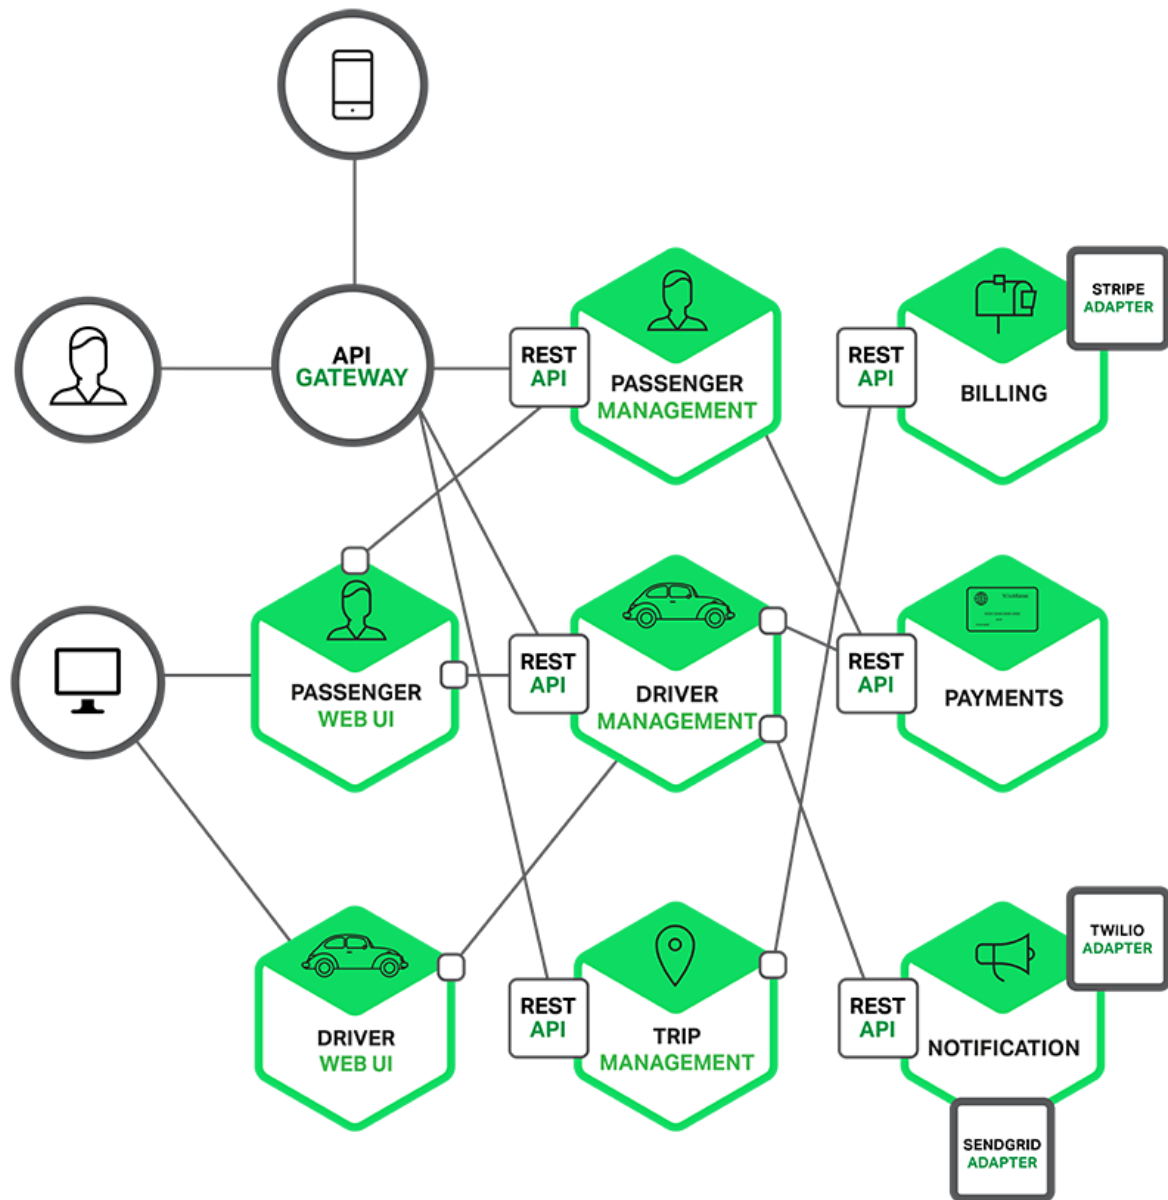 API
GATEWAY
REST
API
PASSENGER
MANAGEMENT
REST
API
BILLING
STRIPE
ADAPTER
PASSENGER
WEB UI
REST
API
DRIVER
MANAGEMENT
REST
API
PAYMENTS
DRIVER
WEB UI
REST
API
TRIP
MANAGEMENT
REST
API
NOTIFICATION
TWILIO
ADAPTER
SENDGRID
ADAPTER